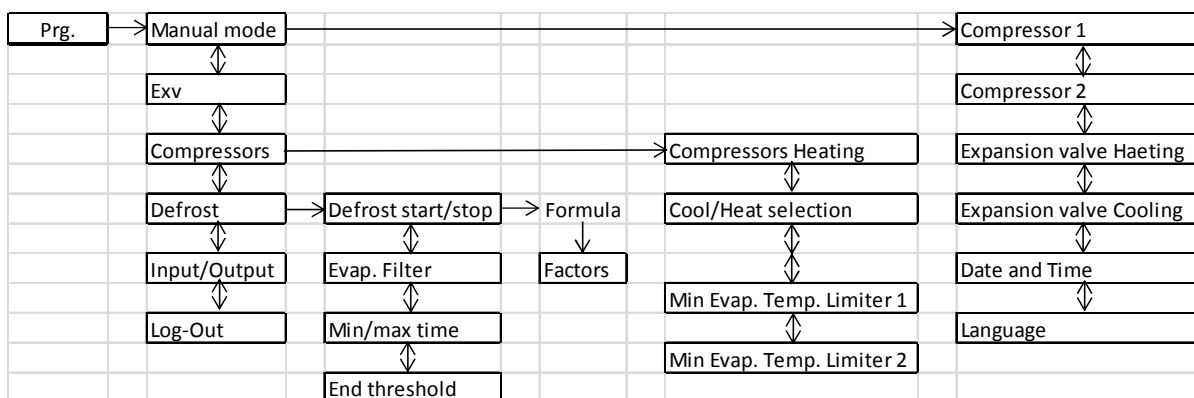 Prg.
Manual mode
Compressor 1
Exv
Compressor 2
Compressors
Compressors Heating
Expansion valve Haeting
Defrost
Defrost start/stop
Formula
Cool/Heat selection
Expansion valve Cooling
Input/Output
Evap. Filter
Factors
Date and Time
Min Evap. Temp. Limiter 1
Log-Out
Min/max time
Language
Min Evap. Temp. Limiter 2
End threshold